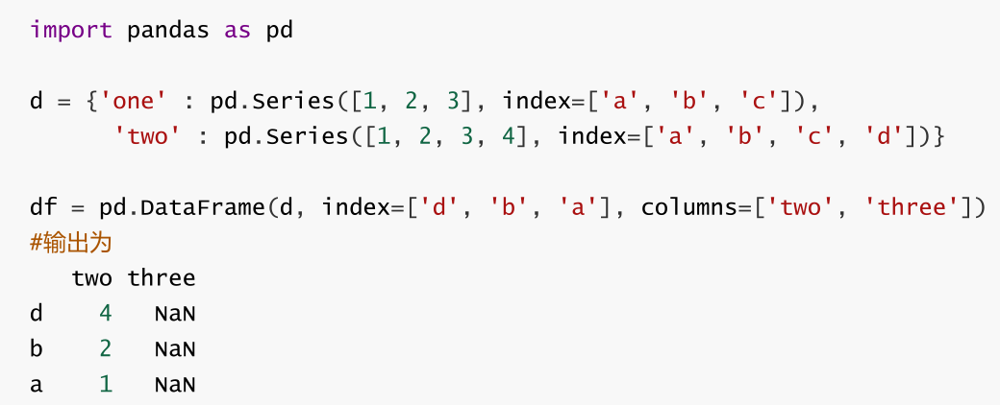 import pandas as pd
d = {'one' : pd.Series([1, 2, 3], index=['a', 'b', 'c']),
'two' : pd.Series([1, 2, 3, 4], index=['a', 'b', 'c', 'd'])}
df = pd.DataFrame(d, index=['d', 'b', 'a'], columns=['two', 'three'])
#输出为
two three
d 4 NaN
b 2 NaN
a 1 NaN